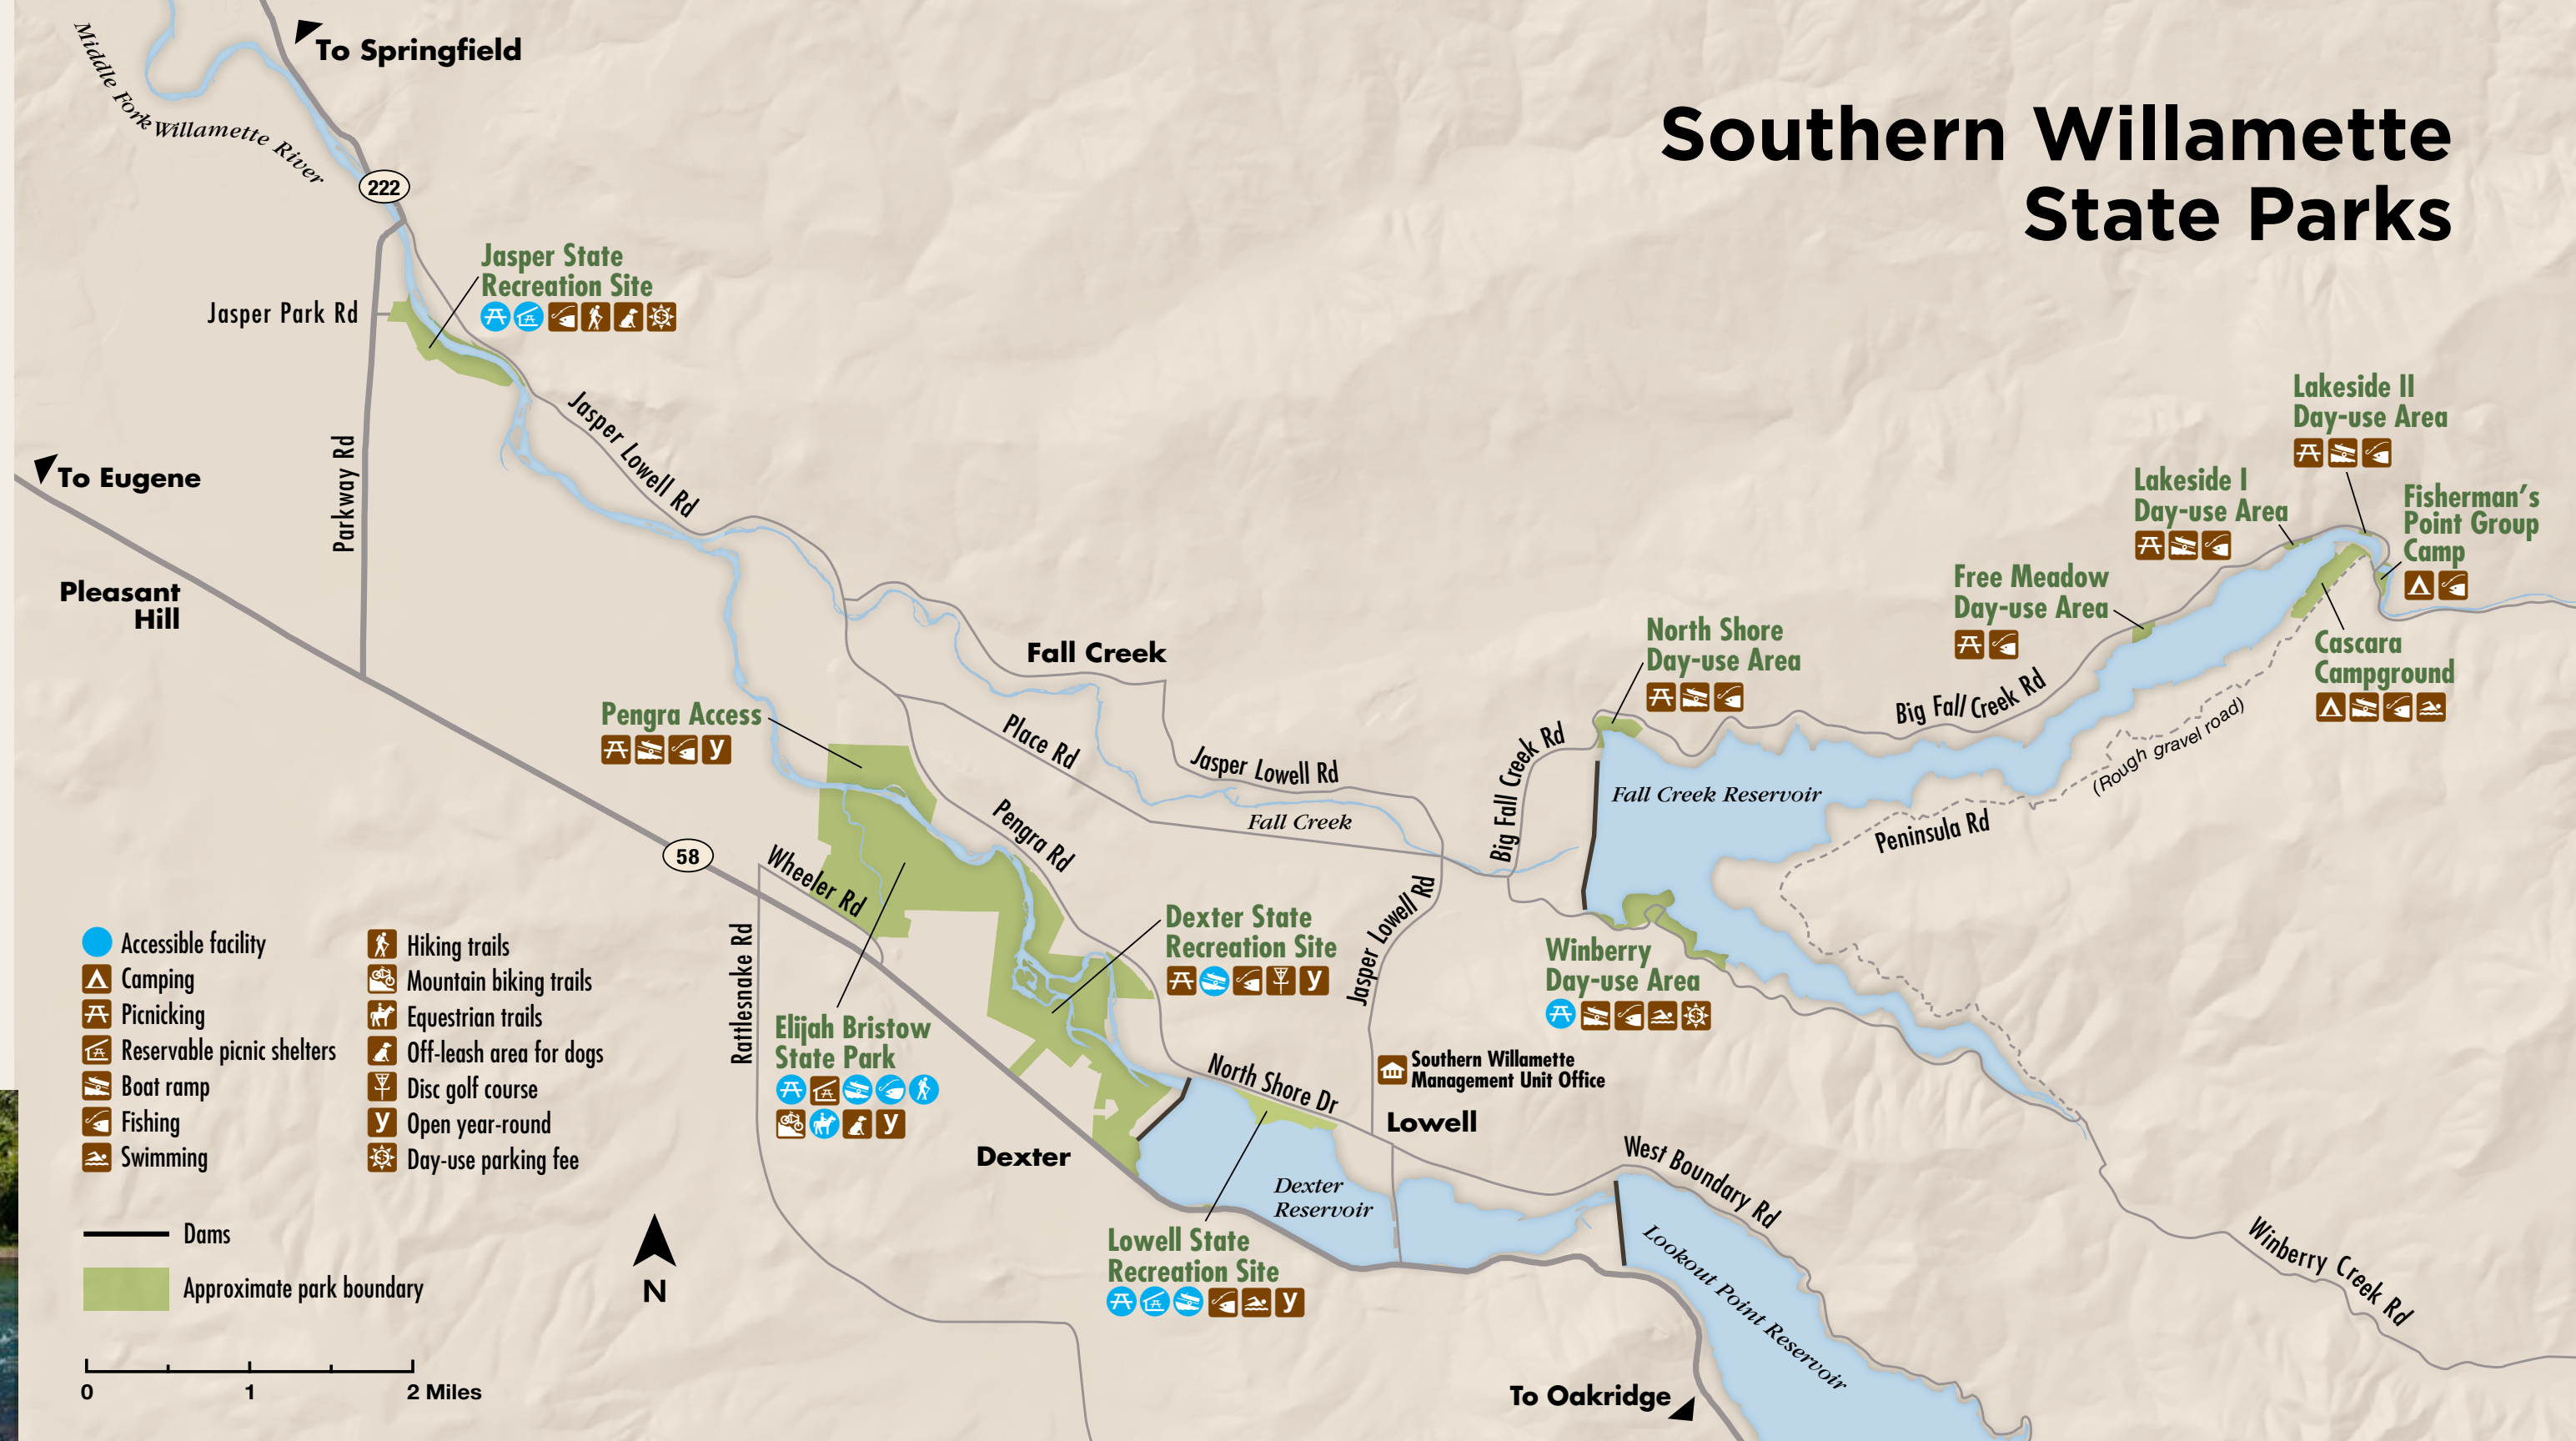 Southern Willamette
State Parks
To Springfield
Middle Fork Willamette River
222
Jasper State
Recreation Site
Jasper Park Rd
Jasper Lowell Rd
Parkway Rd
To Eugene
Pleasant
Hill
Lakeside II
Day-use Area
Lakeside I
Day-use Area
Fisherman's
Point Group
Camp
Free Meadow
Day-use Area
Cascara
Campground
North Shore
Day-use Area
Big Fall Creek Rd
(Rough gravel road)
Fall Creek
Pengra Access
y
Place Rd
Jasper Lowell Rd
Big Fall Creek Rd
Fall Creek Reservoir
Fall Creek
Peninsula Rd
Pengra Rd
58
Wheeler Rd
Jasper Lowell Rd
Dexter State
Recreation Site
y
Winberry
Day-use Area
Rattlesnake Rd
Elijah Bristow
State Park
y
Southern Willamette
Management Unit Office
North Shore Dr
Lowell
Dexter
West Boundary Rd
Dexter
Reservoir
Lowell State
Recreation Site
y
Lookout Point Reservoir
Winberry Creek Rd
To Oakridge
Accessible facility
Camping
Picnicking
Reservable picnic shelters
Boat ramp
Fishing
Swimming
Hiking trails
Mountain biking trails
Equestrian trails
Off-leash area for dogs
Disc golf course
y Open year-round
$ Day-use parking fee
Dams
Approximate park boundary
N
0 1 2 Miles